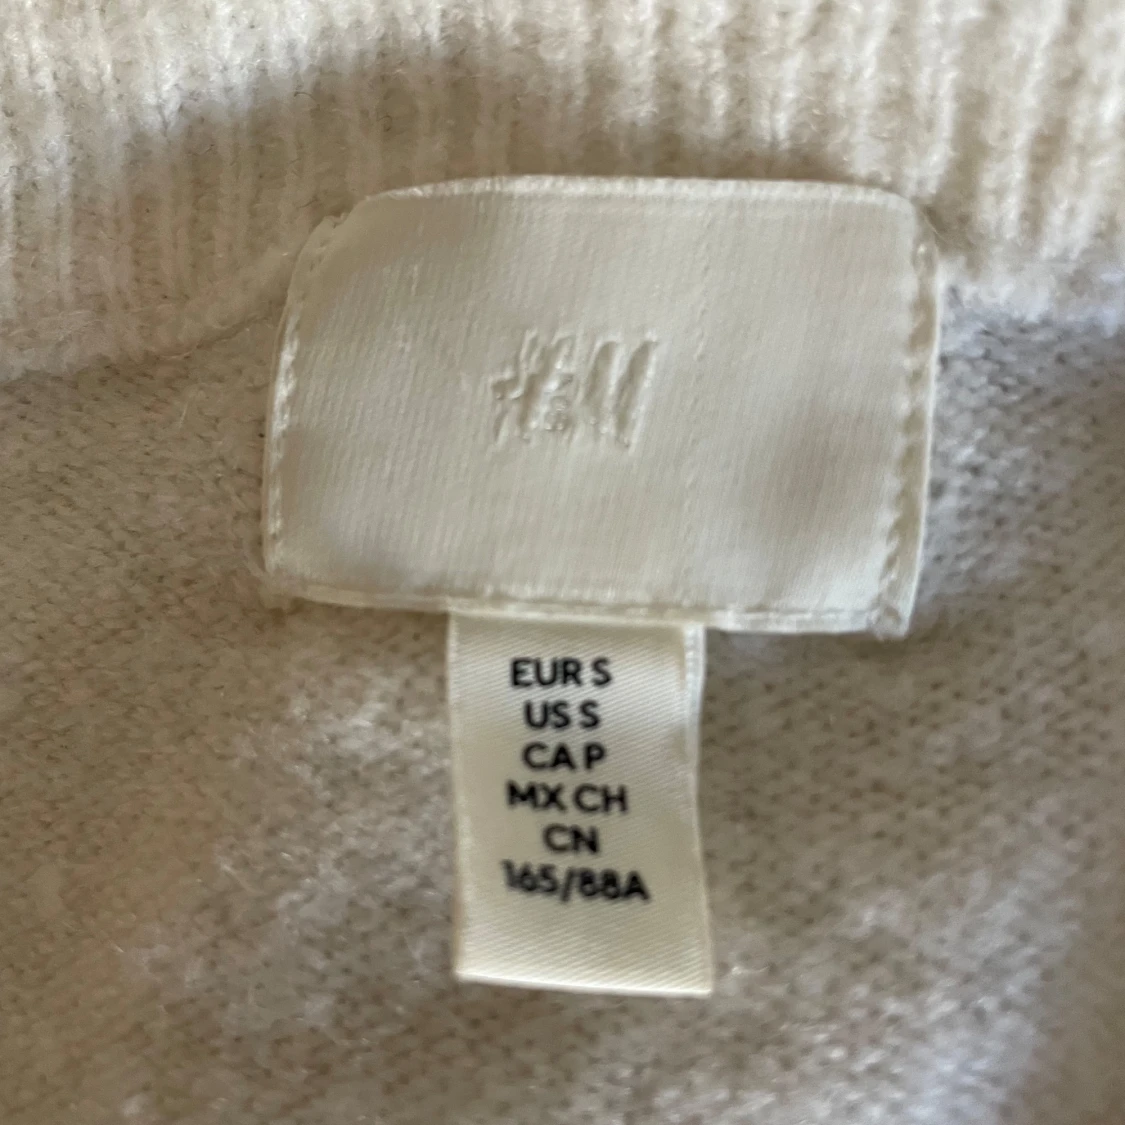 H&M
EUR S
US S
CA P
MX CH
CN
165/88A